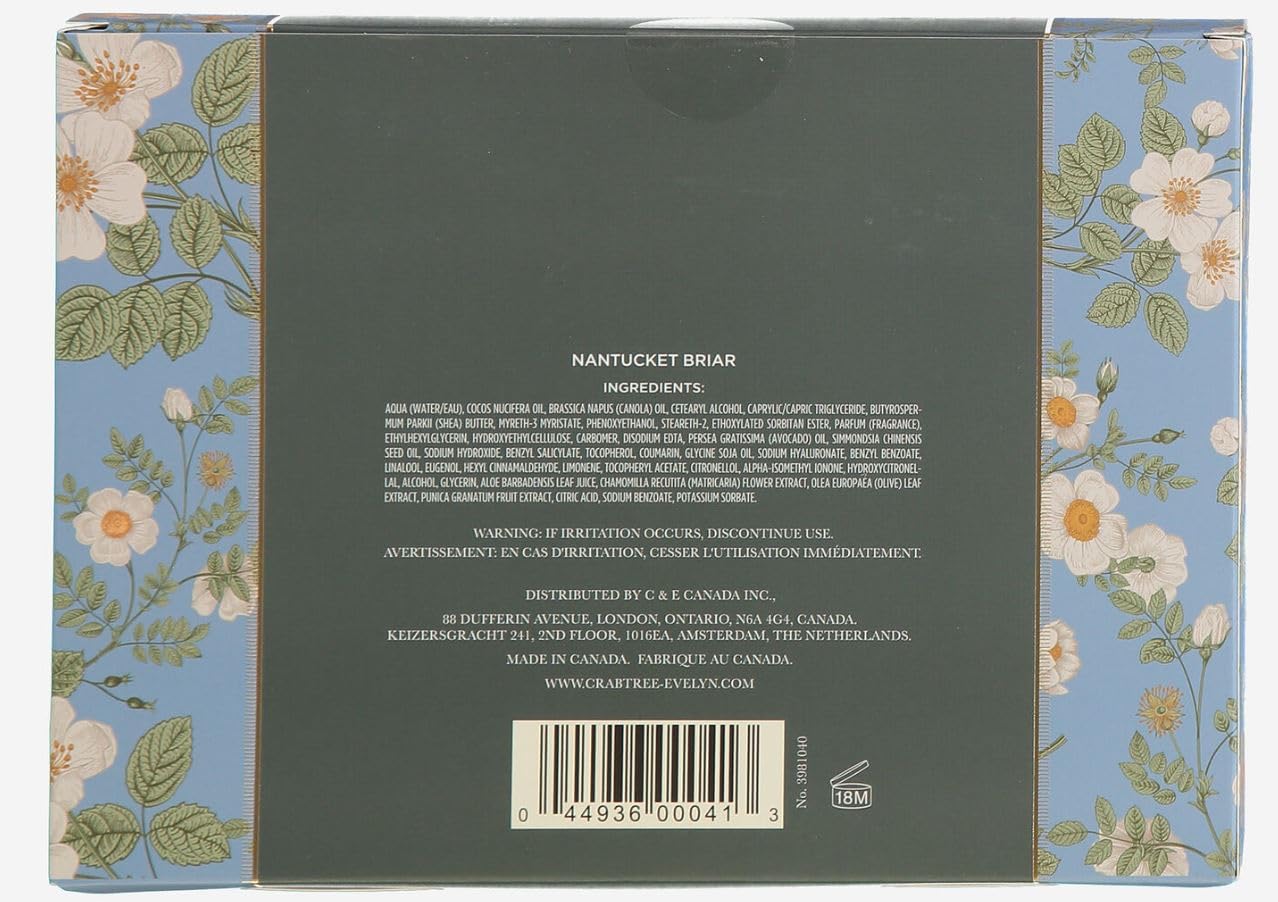 NANTUCKET BRIAR
INGREDIENTS:
AQUA (WATER/EAU), COCOS NUCIFERA OIL, BRASSICA NAPUS (CANOLA) OIL, CETEARYL ALCOHOL, CAPRYLIC/CAPRIC TRIGLYCERIDE, BUTYROSPER-
MUM PARKII (SHEA) BUTTER, MYRETH-3 MYRISTATE, PHENOXYETHANOL, STEARETH-2, ETHOXYLATED SORBITAN ESTER, PARFUM (FRAGRANCE),
ETHYLHEXYLGLYCERIN, HYDROXYETHYLCELLULOSE, CARBOMER, DISODIUM EDTA, PERSEA GRATISSIMA (AVOCADO) OIL, SIMMONDSIA CHINENSIS
SEED OIL, SODIUM HYDROXIDE, BENZYL SALICYLATE, TOCOPHEROL, COUMARIN, GLYCINE SOJA OIL, SODIUM HYALURONATE, BENZYL BENZOATE,
LINALOOL, EUGENOL, HEXYL CINNAMALDEHYDE, LIMONENE, TOCOPHERYL ACETATE, CITRONELLOL, ALPHA-ISOMETHYL IONONE, HYDROXYCITRONEL-
LAL, ALCOHOL, GLYCERIN, ALOE BARBADENSIS LEAF JUICE, CHAMOMILLA RECUTITA (MATRICARIA) FLOWER EXTRACT, OLEA EUROPAÉA (OLIVE) LEAF
EXTRACT, PUNICA GRANATUM FRUIT EXTRACT, CITRIC ACID, SODIUM BENZOATE, POTASSIUM SORBATE.
WARNING: IF IRRITATION OCCURS, DISCONTINUE USE.
AVERTISSEMENT: EN CAS D'IRRITATION, CESSER L'UTILISATION IMMÉDIATEMENT.
DISTRIBUTED BY C & E CANADA INC.,
88 DUFFERIN AVENUE, LONDON, ONTARIO, N6A 4G4, CANADA.
KEIZERSGRACHT 241, 2ND FLOOR, 1016EA, AMSTERDAM, THE NETHERLANDS.
MADE IN CANADA. FABRIQUE AU CANADA.
WWW.CRABTREE-EVELYN.COM
0 44936 00041 3
No. 3981040
18M